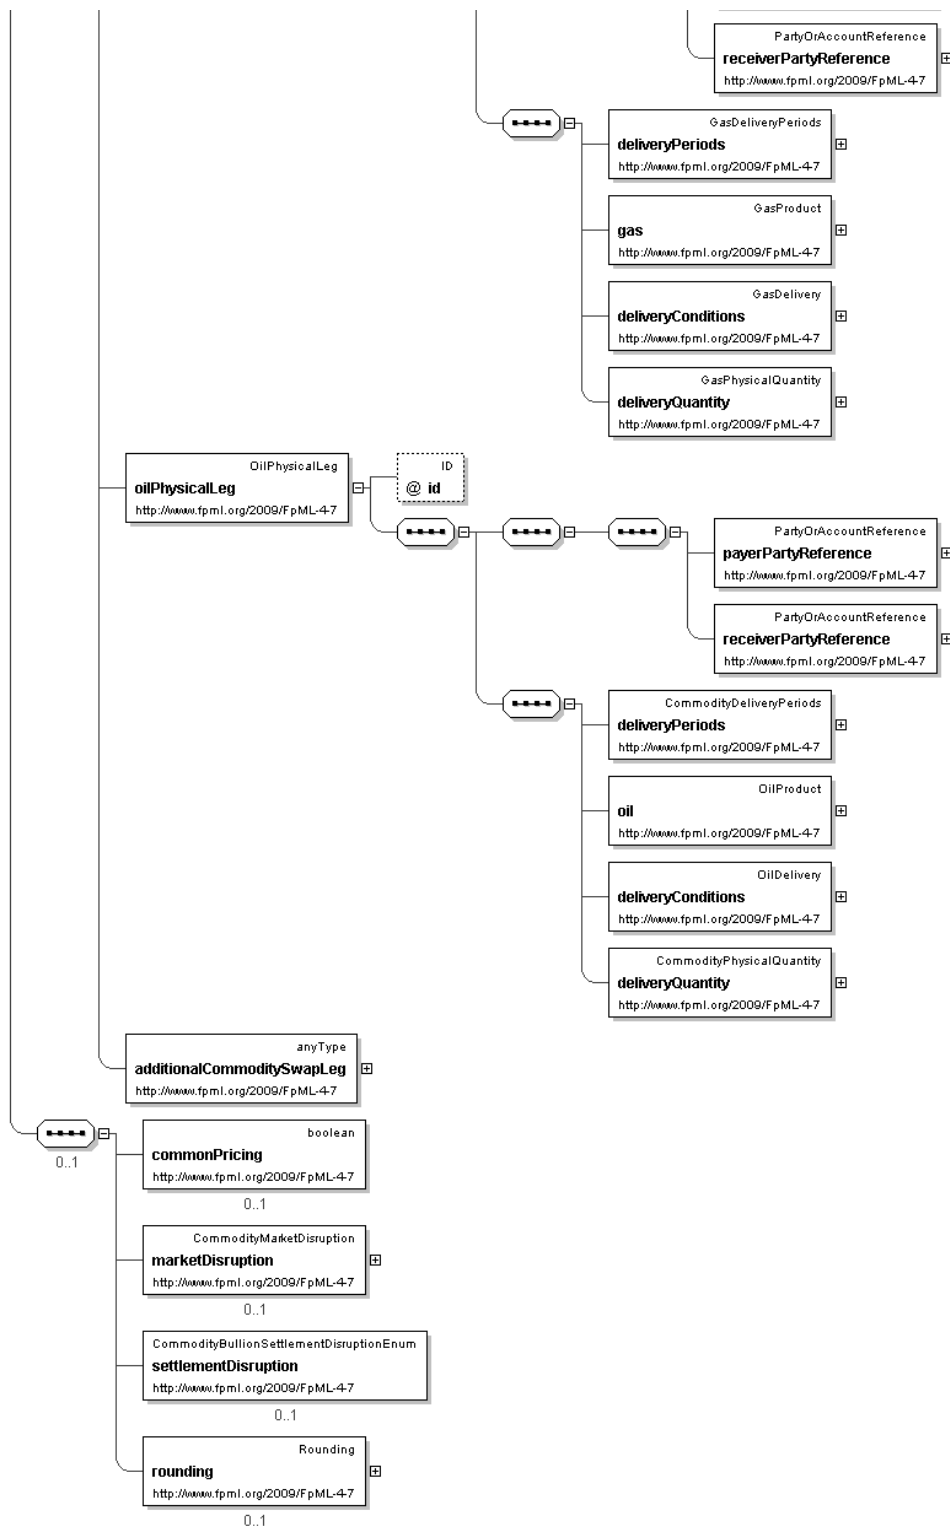 PartyOrAccountReference
receiverPartyReference
http://www.fpml.org/2009/FpML-4-7
GasDeliveryPeriods
deliveryPeriods
http://www.fpml.org/2009/FpML-4-7
GasProduct
gas
http://www.fpml.org/2009/FpML-4-7
GasDelivery
deliveryConditions
http://www.fpml.org/2009/FpML-4-7
GasPhysicalQuantity
deliveryQuantity
http://www.fpml.org/2009/FpML-4-7
OilPhysicalLeg
oilPhysicalLeg
http://www.fpml.org/2009/FpML-4-7
ID
@ id
PartyOrAccountReference
payerPartyReference
http://www.fpml.org/2009/FpML-4-7
PartyOrAccountReference
receiverPartyReference
http://www.fpml.org/2009/FpML-4-7
CommodityDeliveryPeriods
deliveryPeriods
http://www.fpml.org/2009/FpML-4-7
OilProduct
oil
http://www.fpml.org/2009/FpML-4-7
OilDelivery
deliveryConditions
http://www.fpml.org/2009/FpML-4-7
CommodityPhysicalQuantity
deliveryQuantity
http://www.fpml.org/2009/FpML-4-7
anyType
additionalCommoditySwapLeg
http://www.fpml.org/2009/FpML-4-7
0..1
boolean
commonPricing
http://www.fpml.org/2009/FpML-4-7
0..1
CommodityMarketDisruption
marketDisruption
http://www.fpml.org/2009/FpML-4-7
0..1
CommodityBullionSettlementDisruptionEnum
settlementDisruption
http://www.fpml.org/2009/FpML-4-7
0..1
Rounding
rounding
http://www.fpml.org/2009/FpML-4-7
0..1